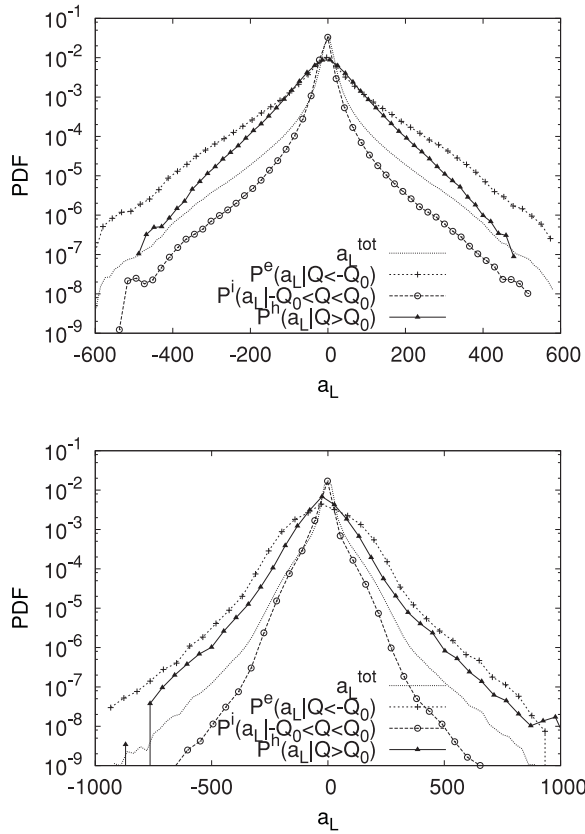 10^-1
10^-2
10^-3
10^-4
10^-5
10^-6
10^-7
10^-8
10^-9
PDF
a_L^tot
P^e(a_L|Q<-Q_0)
P^i(a_L|-Q_0<Q<Q_0)
P^h(a_L|Q>Q_0)
-600 -400 -200 0 200 400 600
a_L
10^-1
10^-2
10^-3
10^-4
10^-5
10^-6
10^-7
10^-8
10^-9
PDF
a_L^tot
P^e(a_L|Q<-Q_0)
P^i(a_L|-Q_0<Q<Q_0)
P^h(a_L|Q>Q_0)
-1000 -500 0 500 1000
a_L